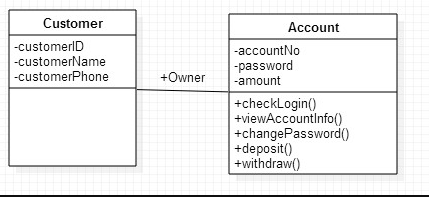 Customer
-customerID
-customerName
-customerPhone
+Owner
Account
-accountNo
-password
-amount
+checkLogin()
+viewAccountInfo()
+changePassword()
+deposit()
+withdraw()